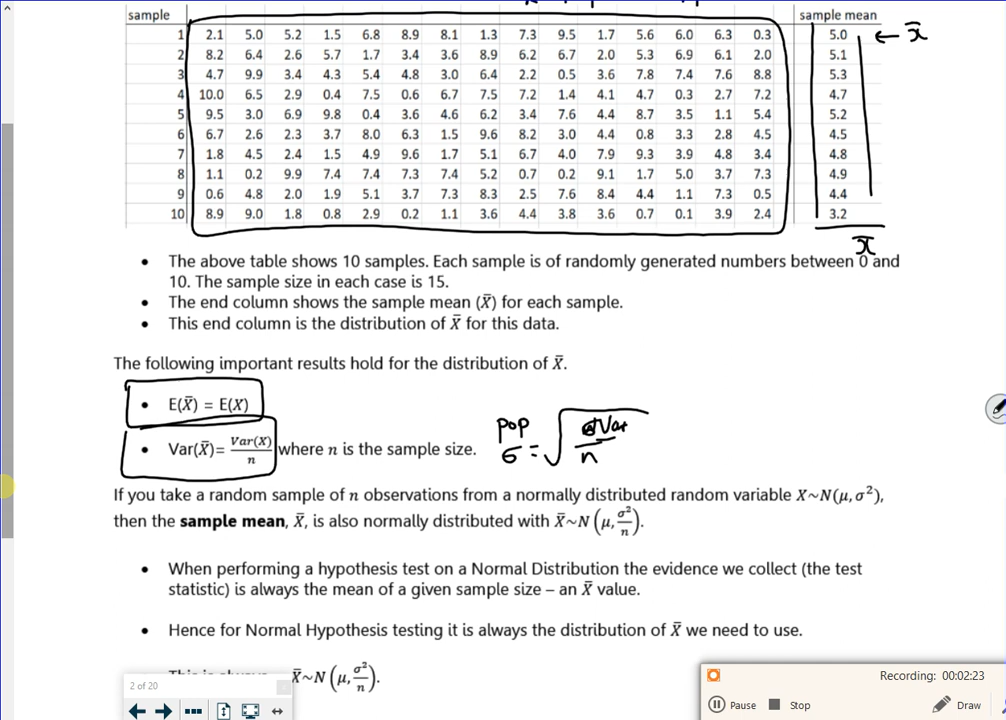 sample sample mean
1 2.1 5.0 5.2 1.5 6.8 8.9 8.1 1.3 7.3 9.5 1.7 5.6 6.0 6.3 0.3 5.0 ← x̄
2 8.2 6.4 2.6 5.7 1.7 3.4 3.6 8.9 6.2 6.7 2.0 5.3 6.9 6.1 2.0 5.1
3 4.7 9.9 3.4 4.3 5.4 4.8 3.0 6.4 2.2 0.5 3.6 7.8 7.4 7.6 8.8 5.3
4 10.0 6.5 2.9 0.4 7.5 0.6 6.7 7.5 7.2 1.4 4.1 4.7 0.3 2.7 7.2 4.7
5 9.5 3.0 6.9 9.8 0.4 3.6 4.6 6.2 3.4 7.6 4.4 8.7 3.5 1.1 5.4 5.2
6 6.7 2.6 2.3 3.7 8.0 6.3 1.5 9.6 8.2 3.0 4.4 0.8 3.3 2.8 4.5 4.5
7 1.8 4.5 2.4 1.5 4.9 9.6 1.7 5.1 6.7 4.0 7.9 9.3 3.9 4.8 3.4 4.8
8 1.1 0.2 9.9 7.4 7.4 7.3 7.4 5.2 0.7 0.2 9.1 1.7 5.0 3.7 7.3 4.9
9 0.6 4.8 2.0 1.9 5.1 3.7 7.3 8.3 2.5 7.6 8.4 4.4 1.1 7.3 0.5 4.4
10 8.9 9.0 1.8 0.8 2.9 0.2 1.1 3.6 4.4 3.8 3.6 0.7 0.1 3.9 2.4 3.2
x̄
• The above table shows 10 samples. Each sample is of randomly generated numbers between 0 and
10. The sample size in each case is 15.
• The end column shows the sample mean (X̄) for each sample.
• This end column is the distribution of X̄ for this data.
The following important results hold for the distribution of X̄.
• E(X̄) = E(X)
• Var(X̄)= Var(X)/n where n is the sample size.
pop
σ = √(Var/n)
If you take a random sample of n observations from a normally distributed random variable X~N(μ, σ²),
then the sample mean, X̄, is also normally distributed with X̄~N(μ, σ²/n).
• When performing a hypothesis test on a Normal Distribution the evidence we collect (the test
statistic) is always the mean of a given sample size – an X̄ value.
• Hence for Normal Hypothesis testing it is always the distribution of X̄ we need to use.
X̄~N(μ, σ²/n).
2 of 20
Recording: 00:02:23
Pause Stop Draw